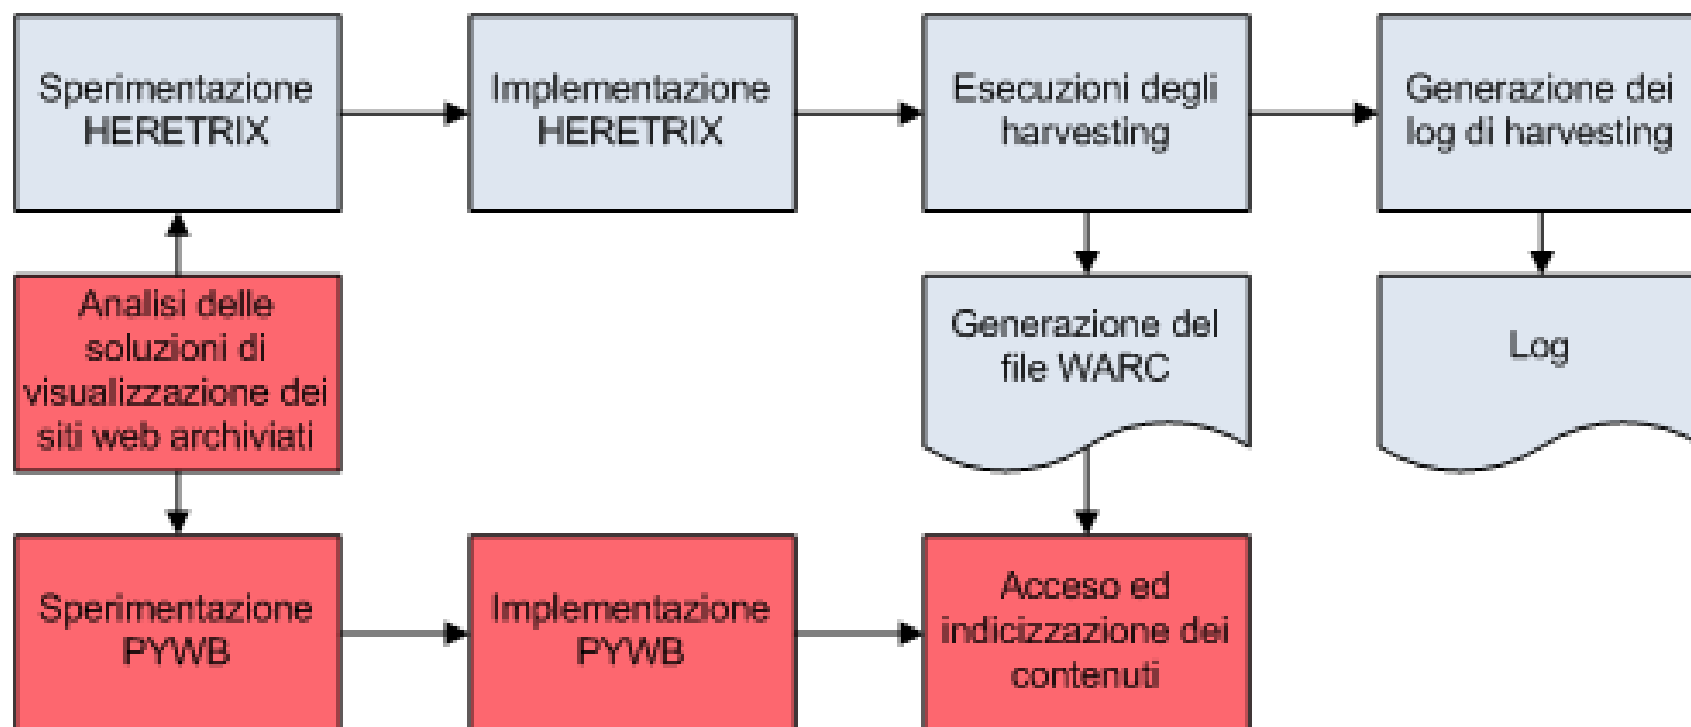 Sperimentazione
HERETRIX
Implementazione
HERETRIX
Esecuzioni degli
harvesting
Generazione dei
log di harvesting
Analisi delle
soluzioni di
visualizzazione dei
siti web archiviati
Generazione del
file WARC
Log
Sperimentazione
PYWB
Implementazione
PYWB
Acceso ed
indicizzazione dei
contenuti